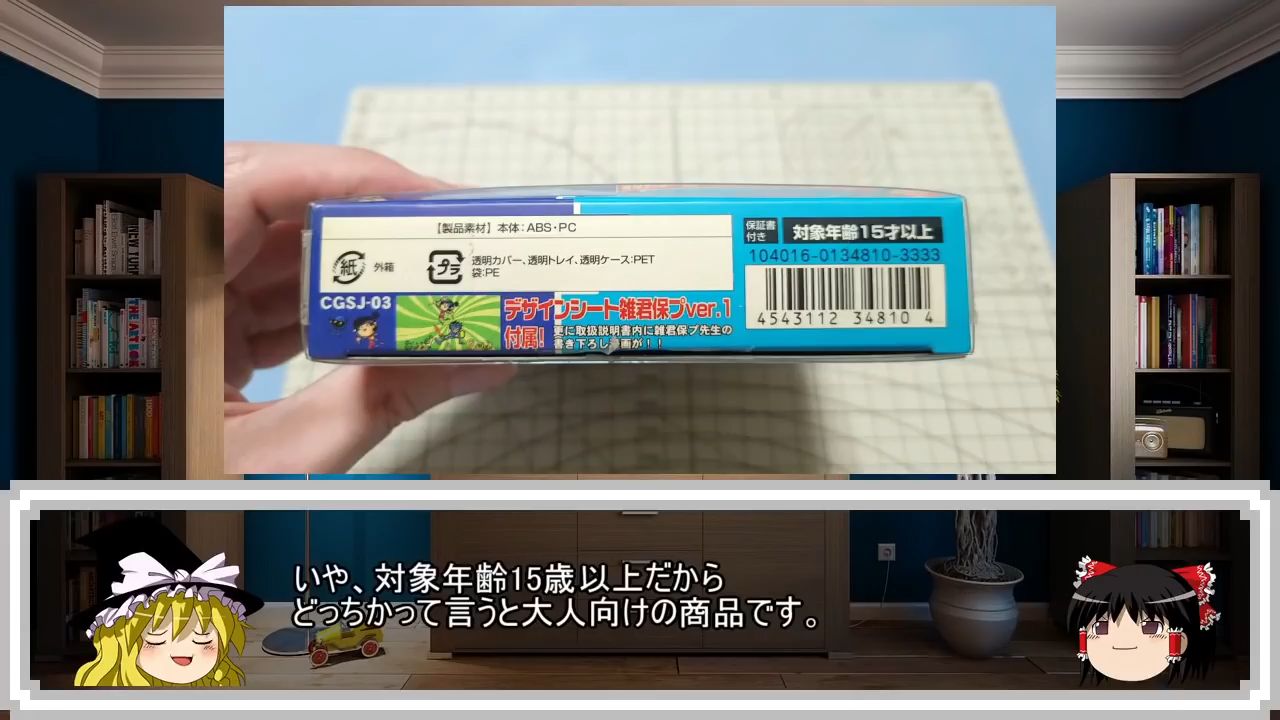 【製品素材】本体：ABS・PC
紙
外箱
プラ
透明カバー、透明トレイ、透明ケース：PET
袋：PE
保証書
付き
対象年齢15才以上
104016-0134810-3333
4543112 34810 4
CGSJ-03
デザインシート雑君保プver.1
付属!
更に取扱説明書内に雑君保プ先生の
書き下ろし漫画が！！
いや、対象年齢15歳以上だから
どっちかって言うと大人向けの商品です。